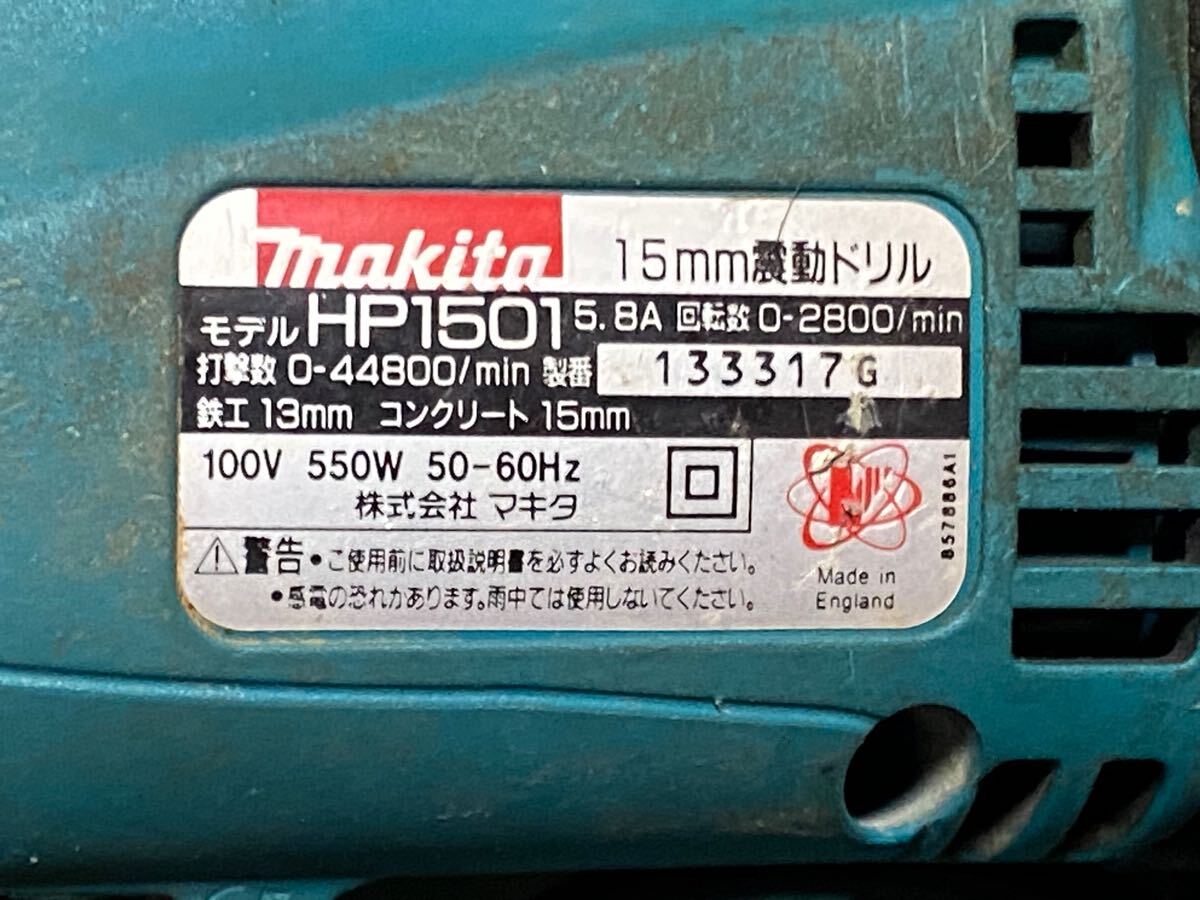 makita 15mm震動ドリル
モデル HP1501 5.8A 回転数 0-2800/min
打撃数 0-44800/min 製番 133317G
鉄工 13mm コンクリート 15mm
100V 550W 50-60Hz
株式会社 マキタ
警告 •ご使用前に取扱説明書を必ずよくお読みください。
•感電の恐れがあります。雨中では使用しないでください。
Made in
England
857886A1